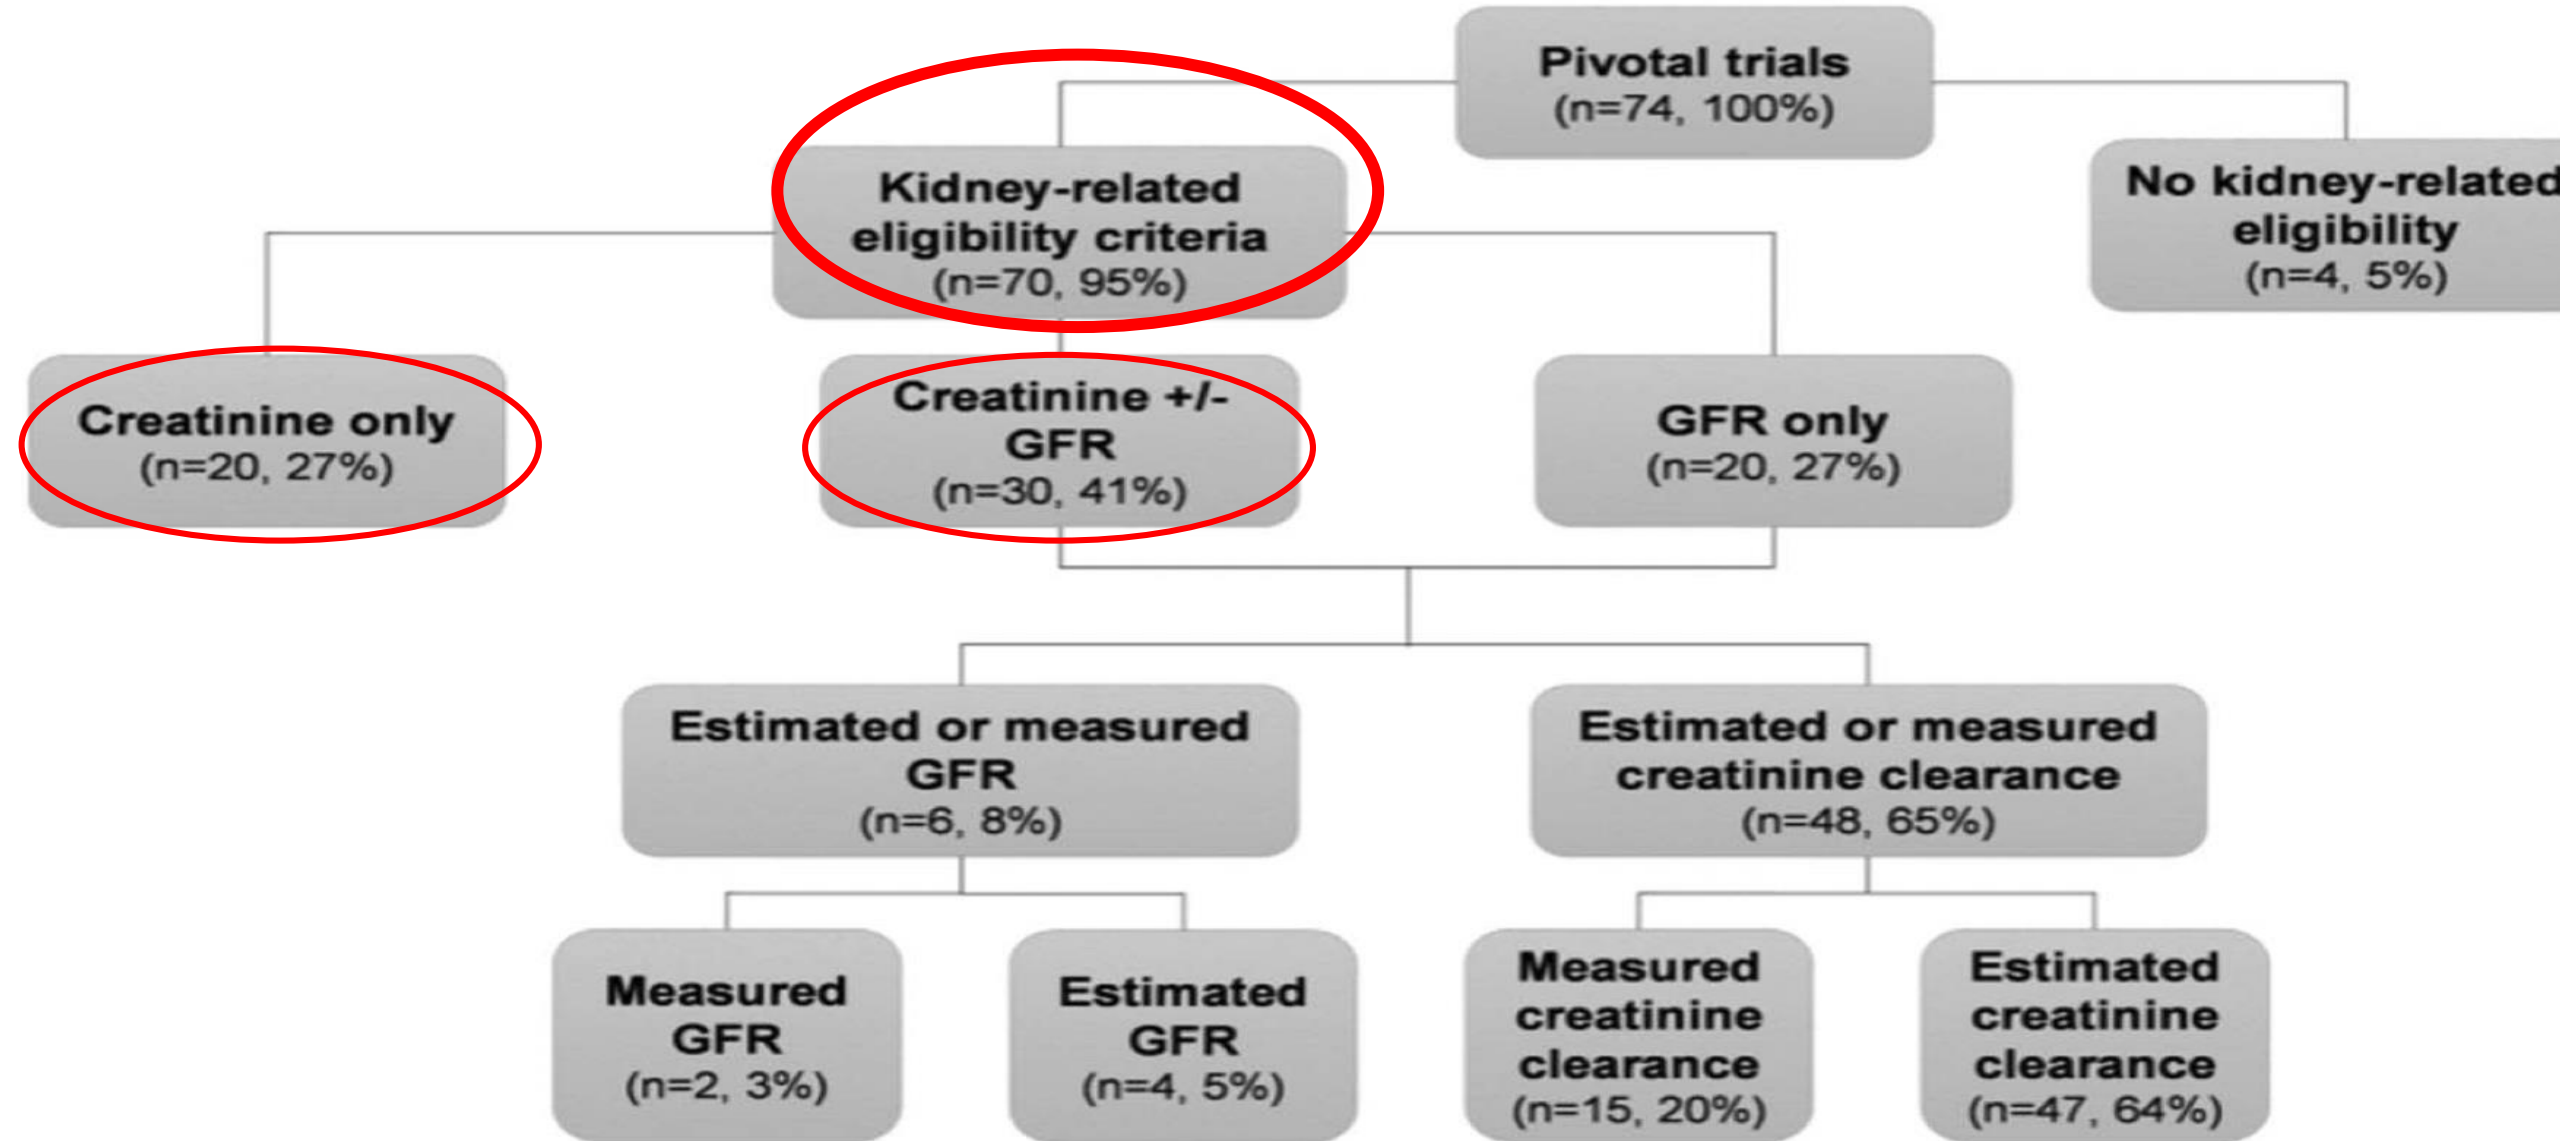 Pivotal trials
(n=74, 100%)
Kidney-related
eligibility criteria
(n=70, 95%)
No kidney-related
eligibility
(n=4, 5%)
Creatinine only
(n=20, 27%)
Creatinine +/-
GFR
(n=30, 41%)
GFR only
(n=20, 27%)
Estimated or measured
GFR
(n=6, 8%)
Estimated or measured
creatinine clearance
(n=48, 65%)
Measured
GFR
(n=2, 3%)
Estimated
GFR
(n=4, 5%)
Measured
creatinine
clearance
(n=15, 20%)
Estimated
creatinine
clearance
(n=47, 64%)